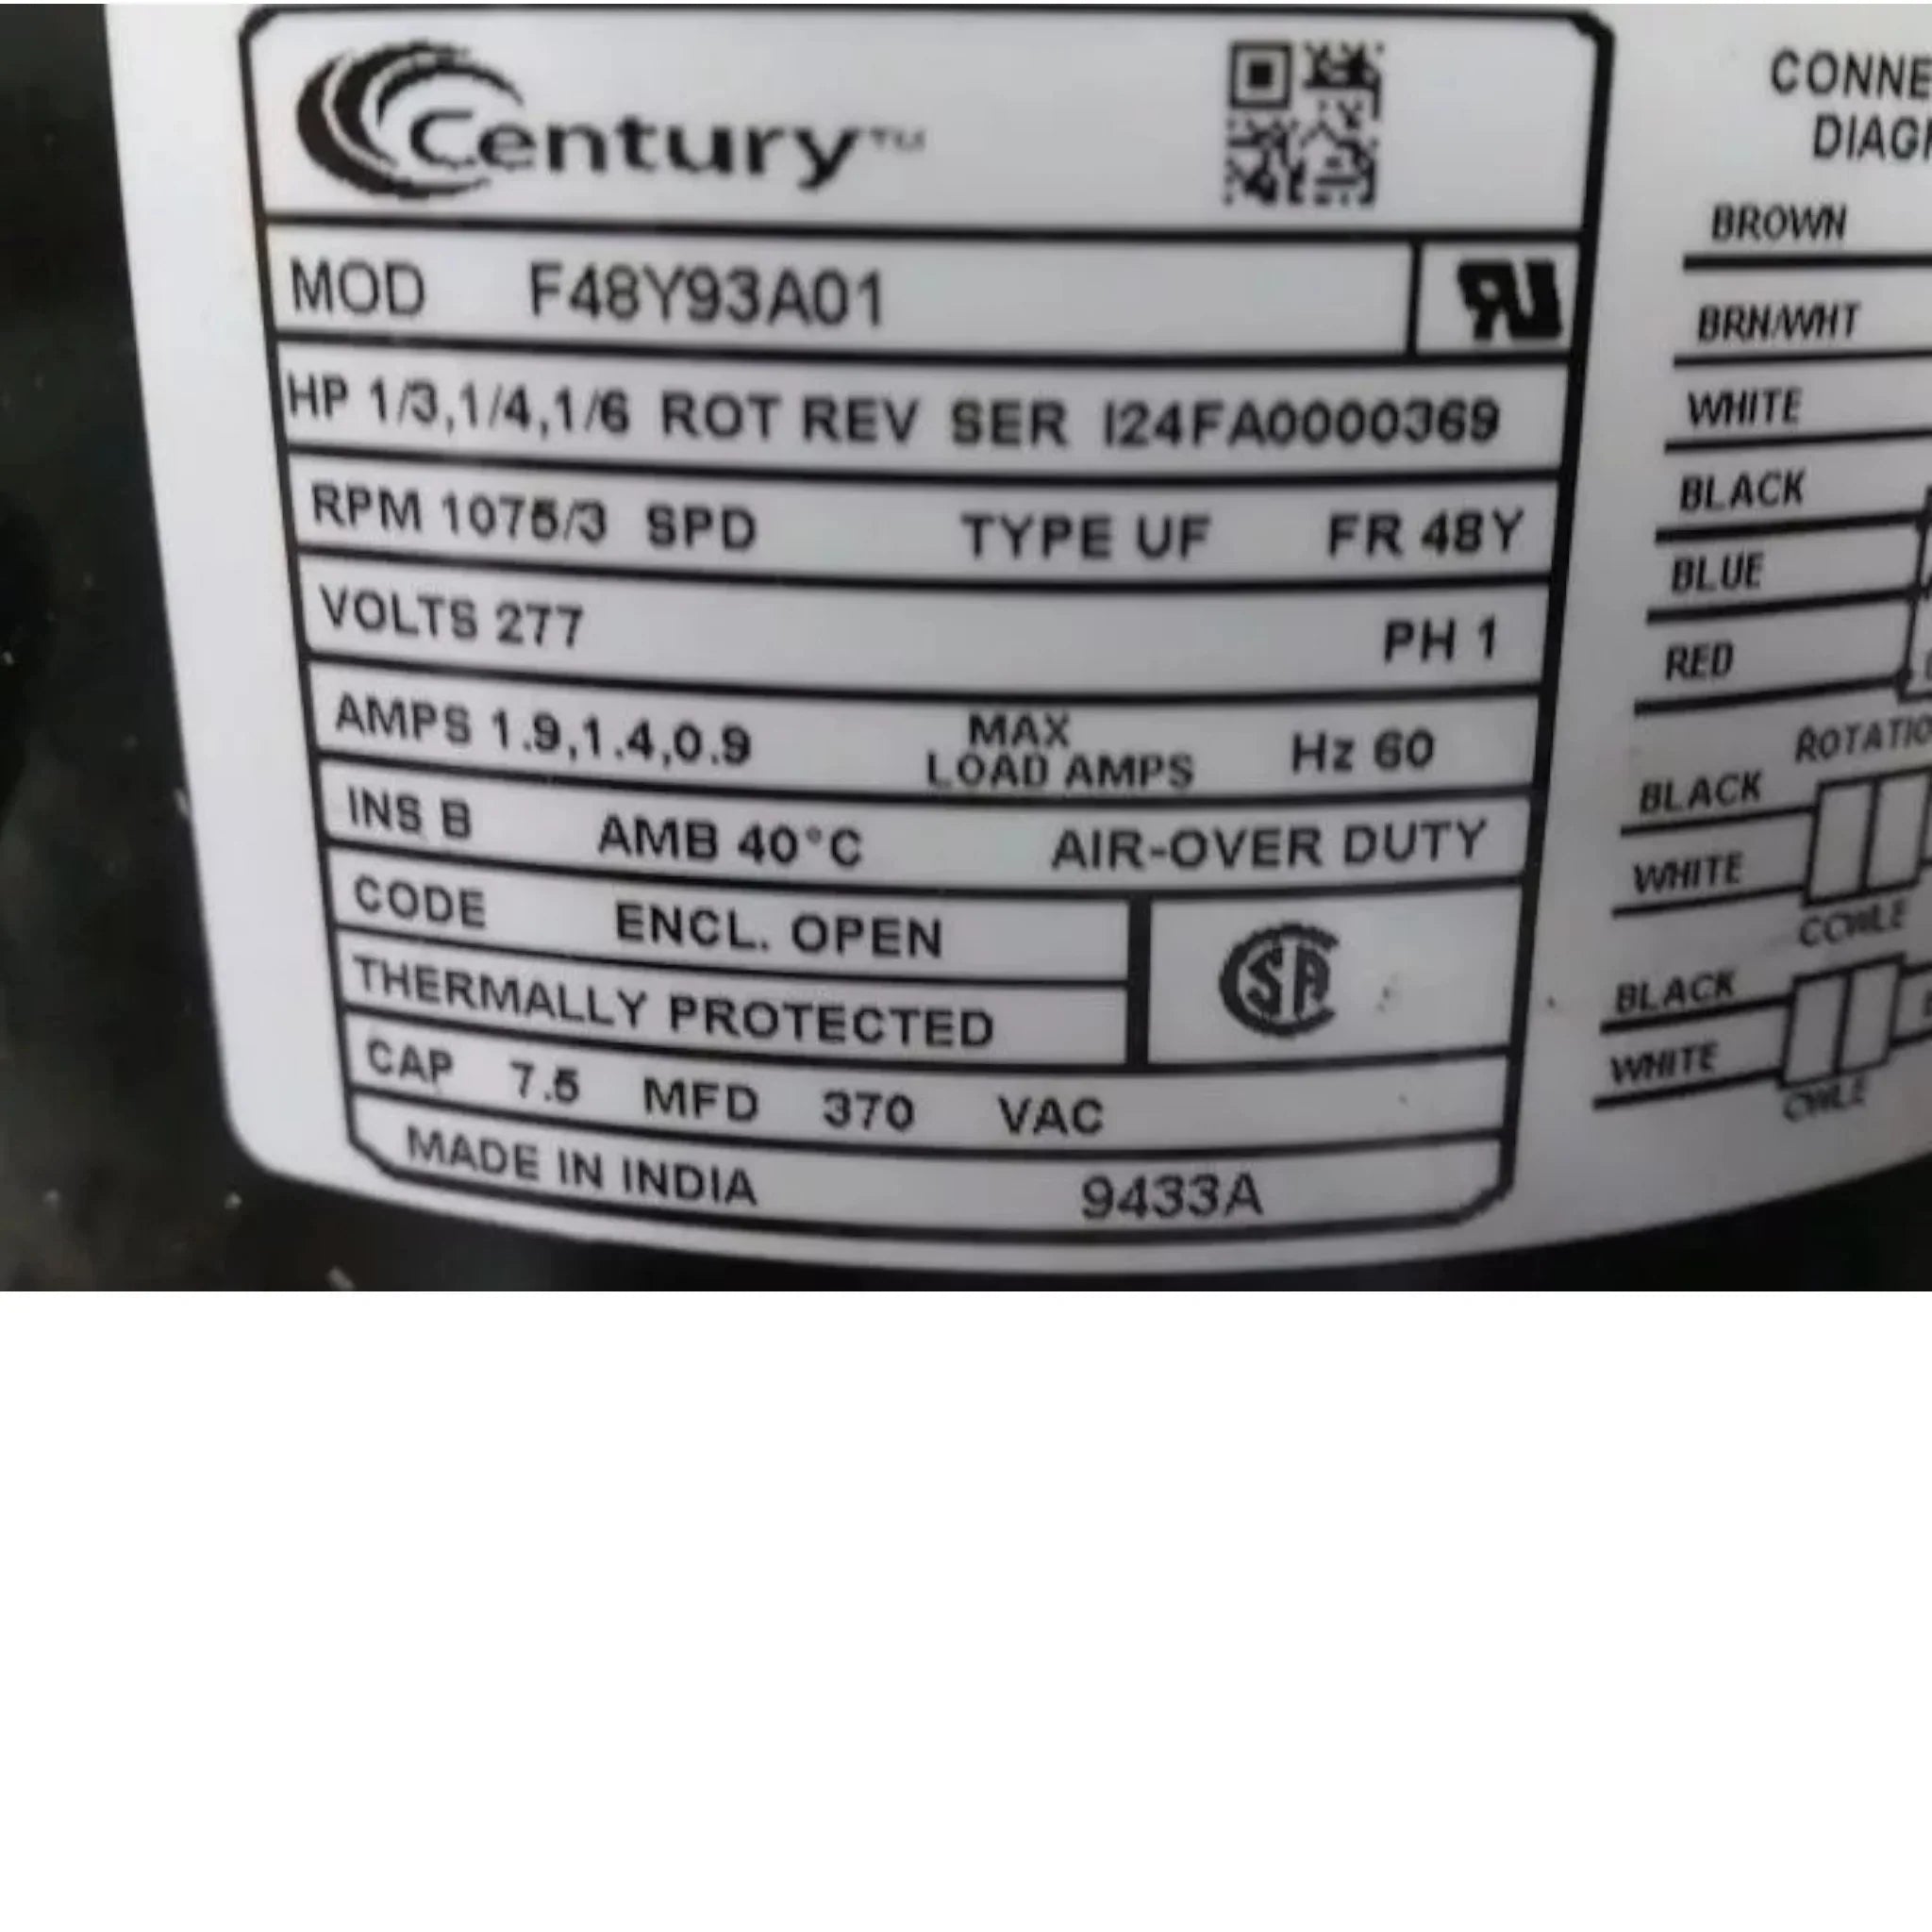 Century™
MOD F48Y93A01
HP 1/3,1/4,1/6 ROT REV SER I24FA0000369
RPM 1075/3 SPD TYPE UF FR 48Y
VOLTS 277 PH 1
AMPS 1.9,1.4,0.9 MAX LOAD AMPS Hz 60
INS B AMB 40°C AIR-OVER DUTY
CODE ENCL. OPEN
THERMALLY PROTECTED
CAP 7.5 MFD 370 VAC
MADE IN INDIA 9433A
CONNE
DIAG
BROWN
BRN/WHT
WHITE
BLACK
BLUE
RED
ROTATIO
BLACK
WHITE
BLACK
WHITE